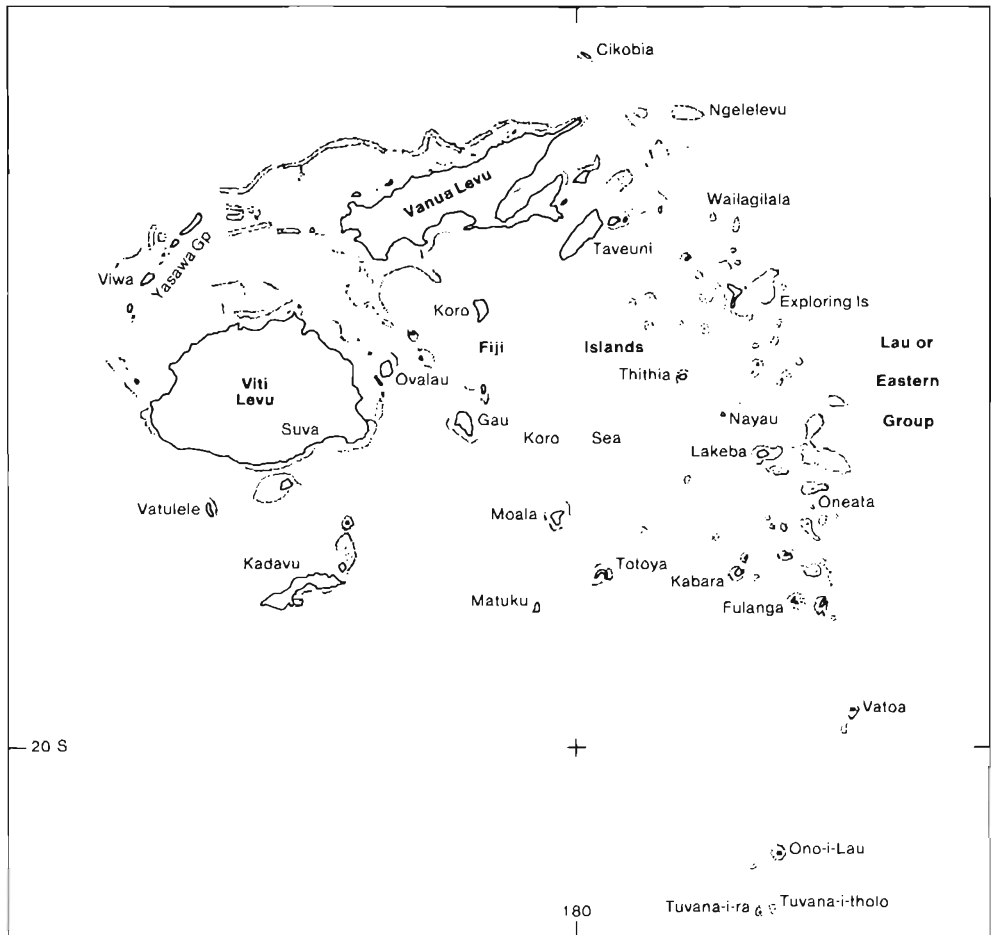 Cikobia
Ngelelevu
Vanua Levu
Wailagilala
Taveuni
Yasawa Gp
Viwa
Exploring Is
Koro
Fiji Islands
Lau or
Eastern
Group
Thithia
Ovalau
Viti
Levu
Nayau
Gau
Suva
Koro Sea
Lakeba
Oneata
Vatulele
Moala
Kadavu
Totoya
Kabara
Matuku
Fulanga
Vatoa
20 S
Ono-i-Lau
180
Tuvana-i-ra
Tuvana-i-tholo